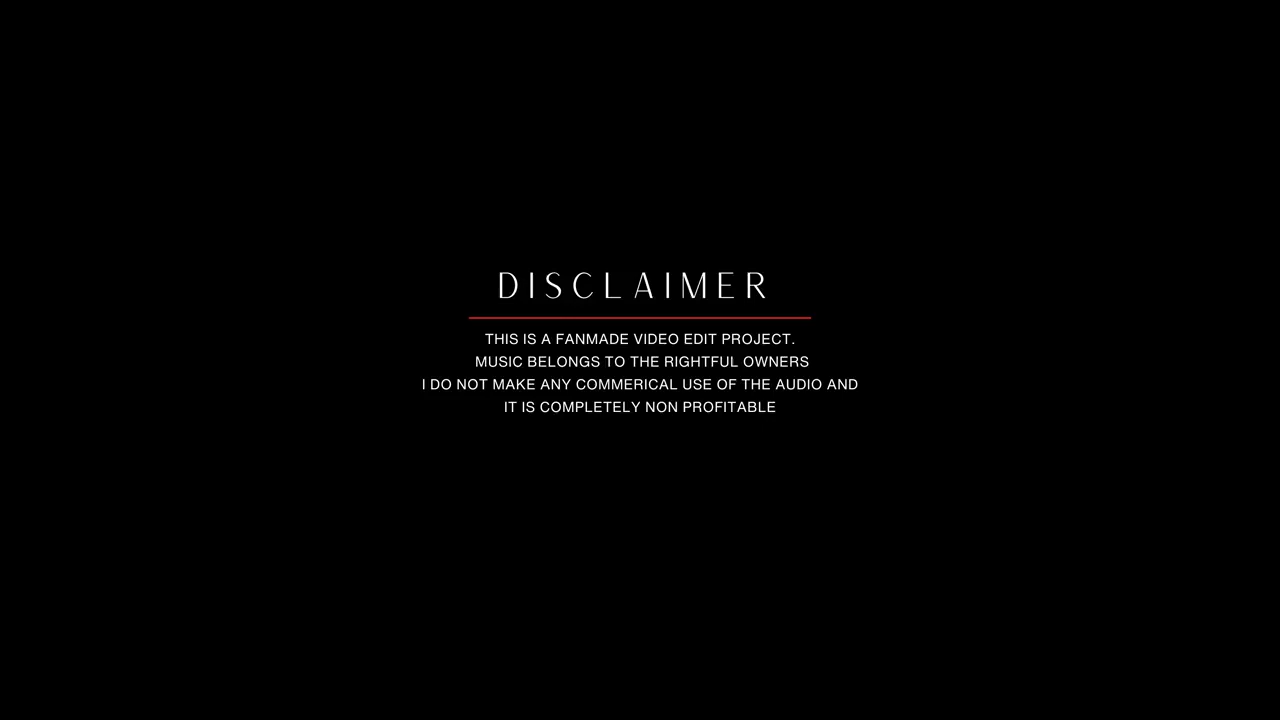 DISCLAIMER
THIS IS A FANMADE VIDEO EDIT PROJECT.
MUSIC BELONGS TO THE RIGHTFUL OWNERS
I DO NOT MAKE ANY COMMERICAL USE OF THE AUDIO AND
IT IS COMPLETELY NON PROFITABLE